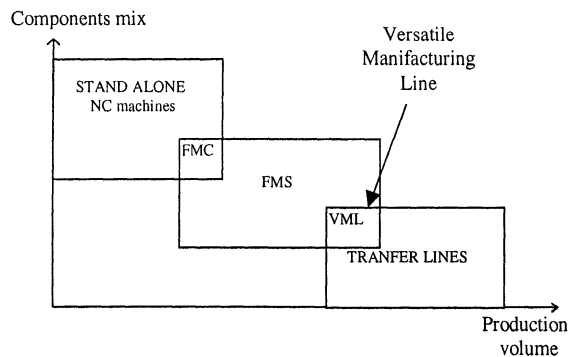 Components mix
Versatile
Manifacturing
Line
STAND ALONE
NC machines
FMC
FMS
VML
TRANFER LINES
Production
volume